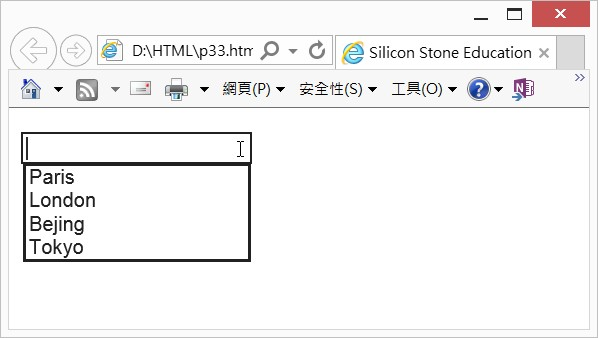 D:\HTML\p33.htm
Silicon Stone Education
網頁(P) 安全性(S) 工具(O)
Paris
London
Bejing
Tokyo